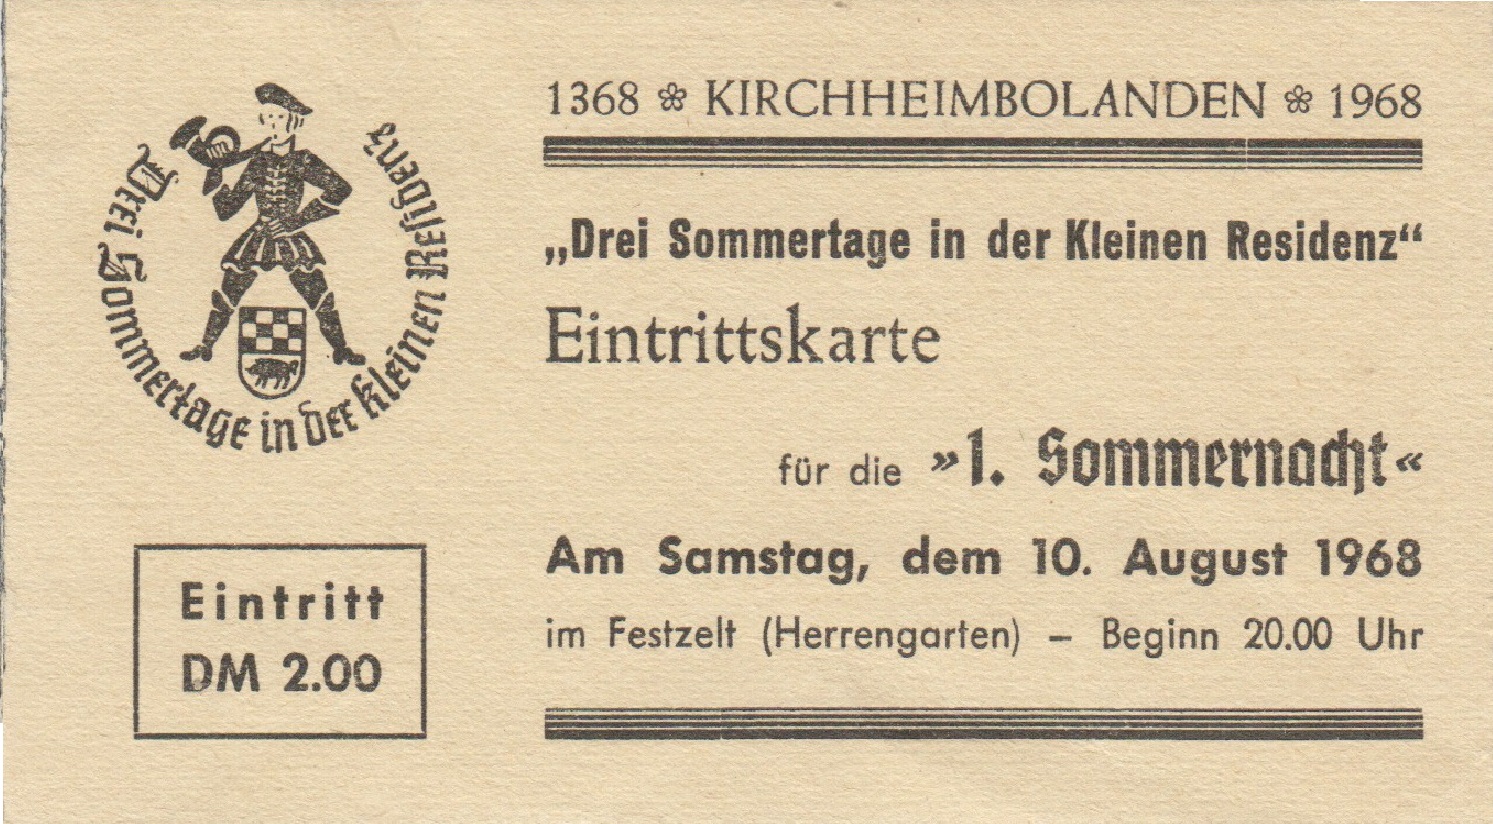 Drei Sommertage in der Kleinen Residenz
1368 ❀ KIRCHHEIMBOLANDEN ❀ 1968
„Drei Sommertage in der Kleinen Residenz“
Eintrittskarte
für die »1. Sommernacht«
Am Samstag, dem 10. August 1968
im Festzelt (Herrengarten) – Beginn 20.00 Uhr
Eintritt
DM 2.00